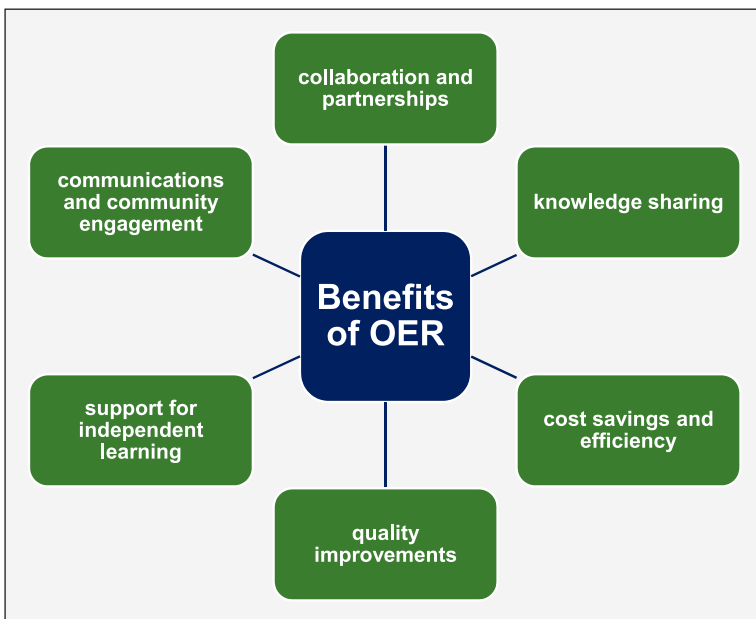 collaboration and
partnerships
communications
and community
engagement
knowledge sharing
Benefits
of OER
support for
independent
learning
cost savings and
efficiency
quality
improvements